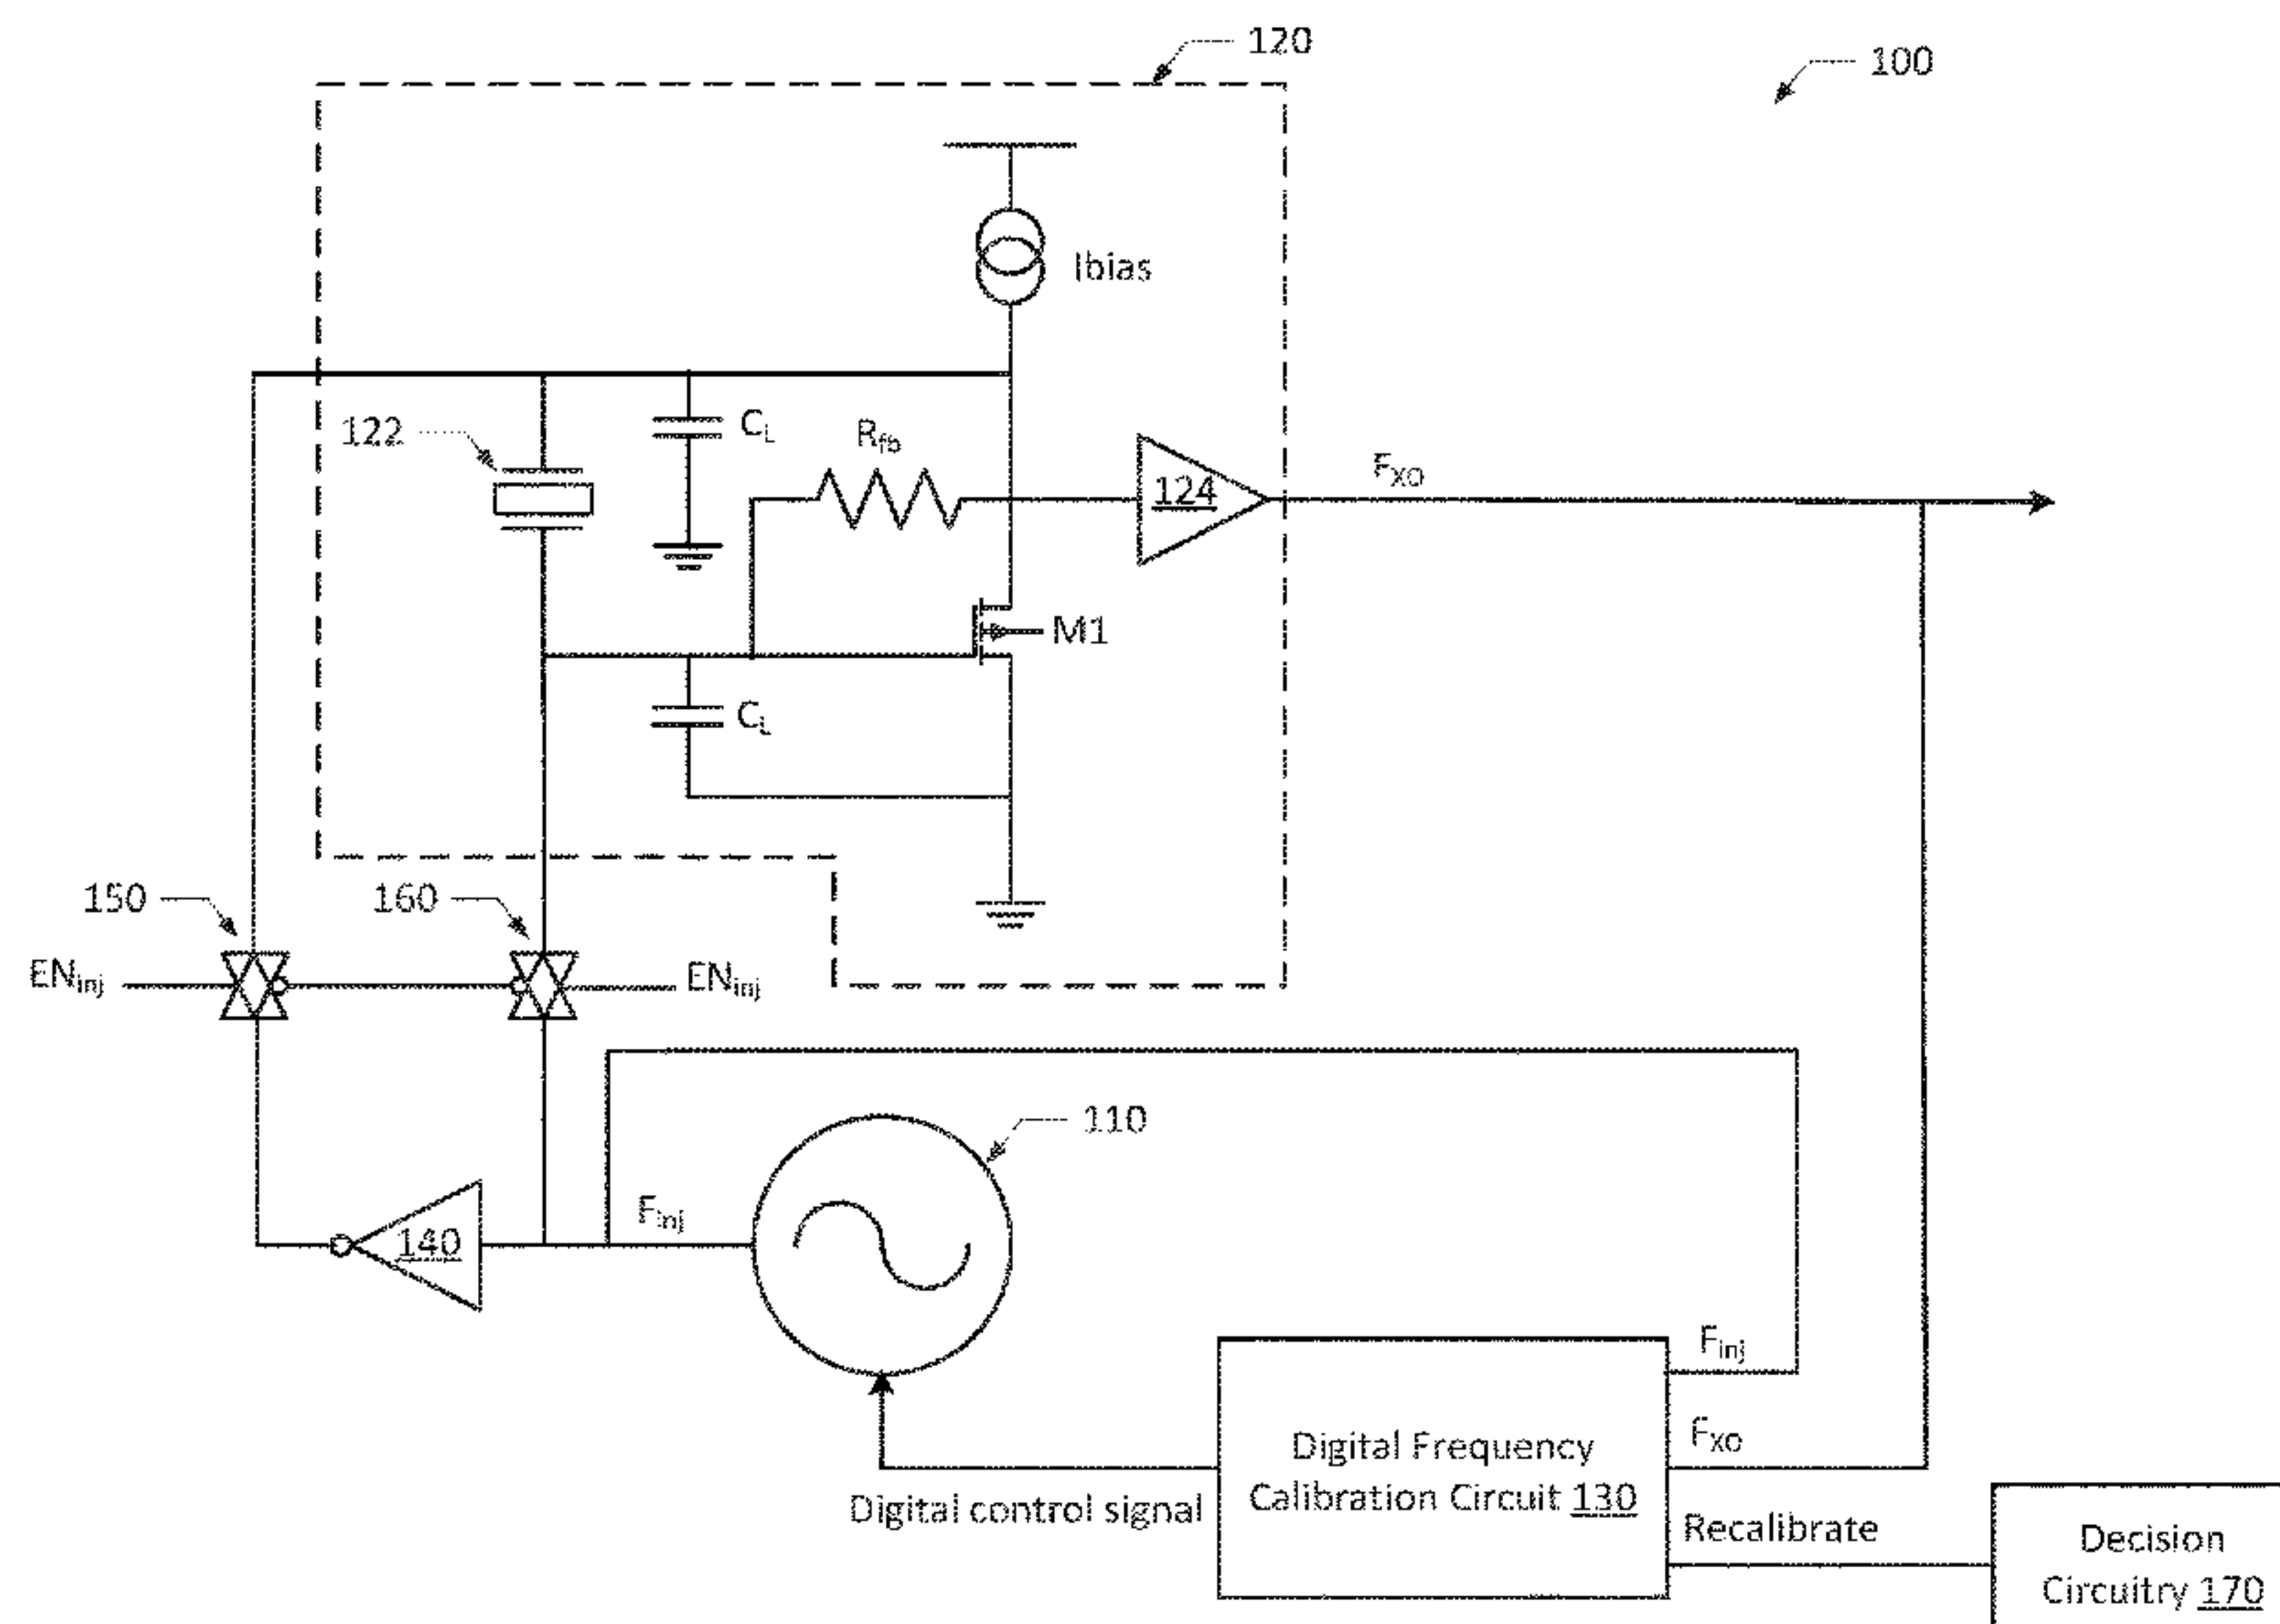 120
100
Ibias
122
C_L
R_fb
124
F_XO
M1
C_L
150
160
EN_inj
EN_inj
110
F_inj
140
F_inj
Digital Frequency
Calibration Circuit 130
F_XO
Digital control signal
Recalibrate
Decision
Circuitry 170